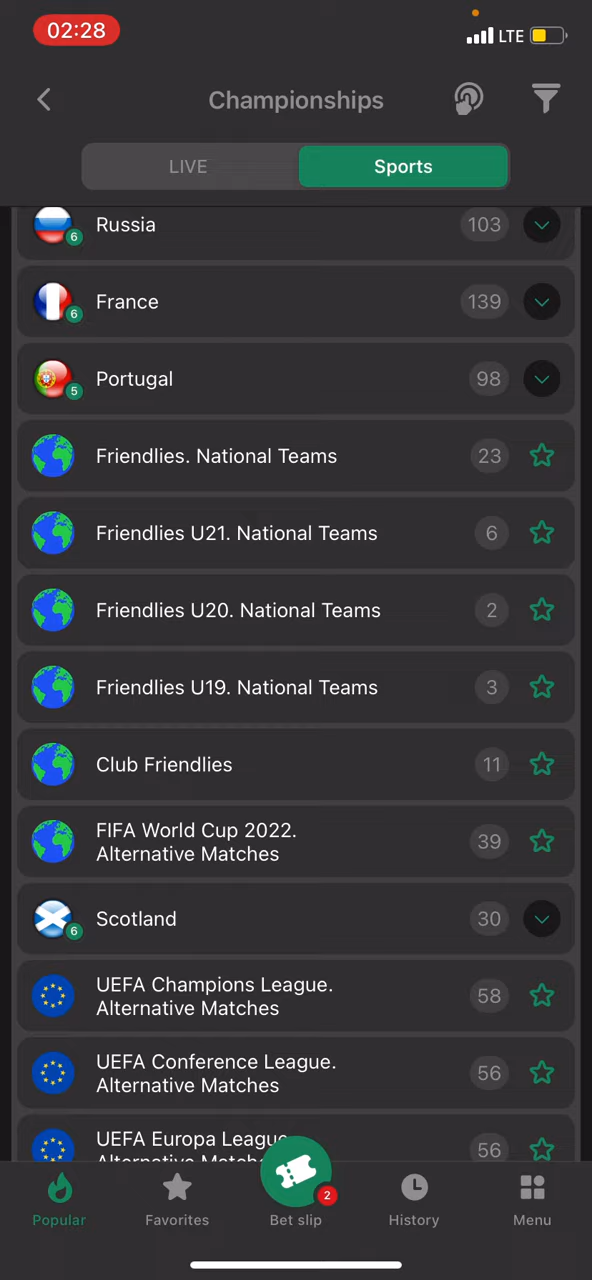 02:28
LTE
Championships
LIVE
Sports
Russia
6
103
France
6
139
Portugal
5
98
Friendlies. National Teams
23
Friendlies U21. National Teams
6
Friendlies U20. National Teams
2
Friendlies U19. National Teams
3
Club Friendlies
11
FIFA World Cup 2022.
Alternative Matches
39
Scotland
6
30
UEFA Champions League.
Alternative Matches
58
UEFA Conference League.
Alternative Matches
56
UEFA Europa League
Alternative Matches
56
2
Popular
Favorites
Bet slip
History
Menu